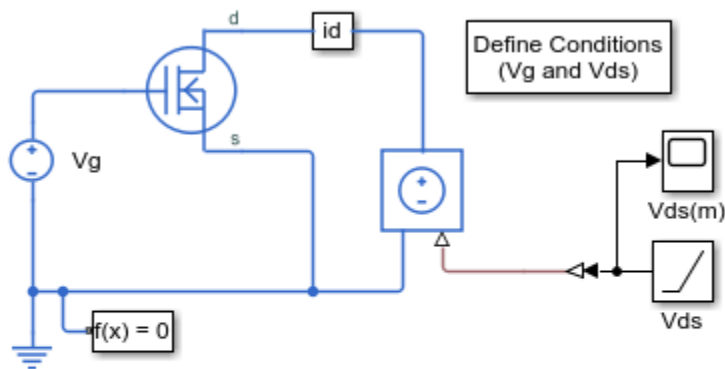 d
id
Define Conditions
(Vg and Vds)
s
Vg
Vds(m)
f(x) = 0
Vds